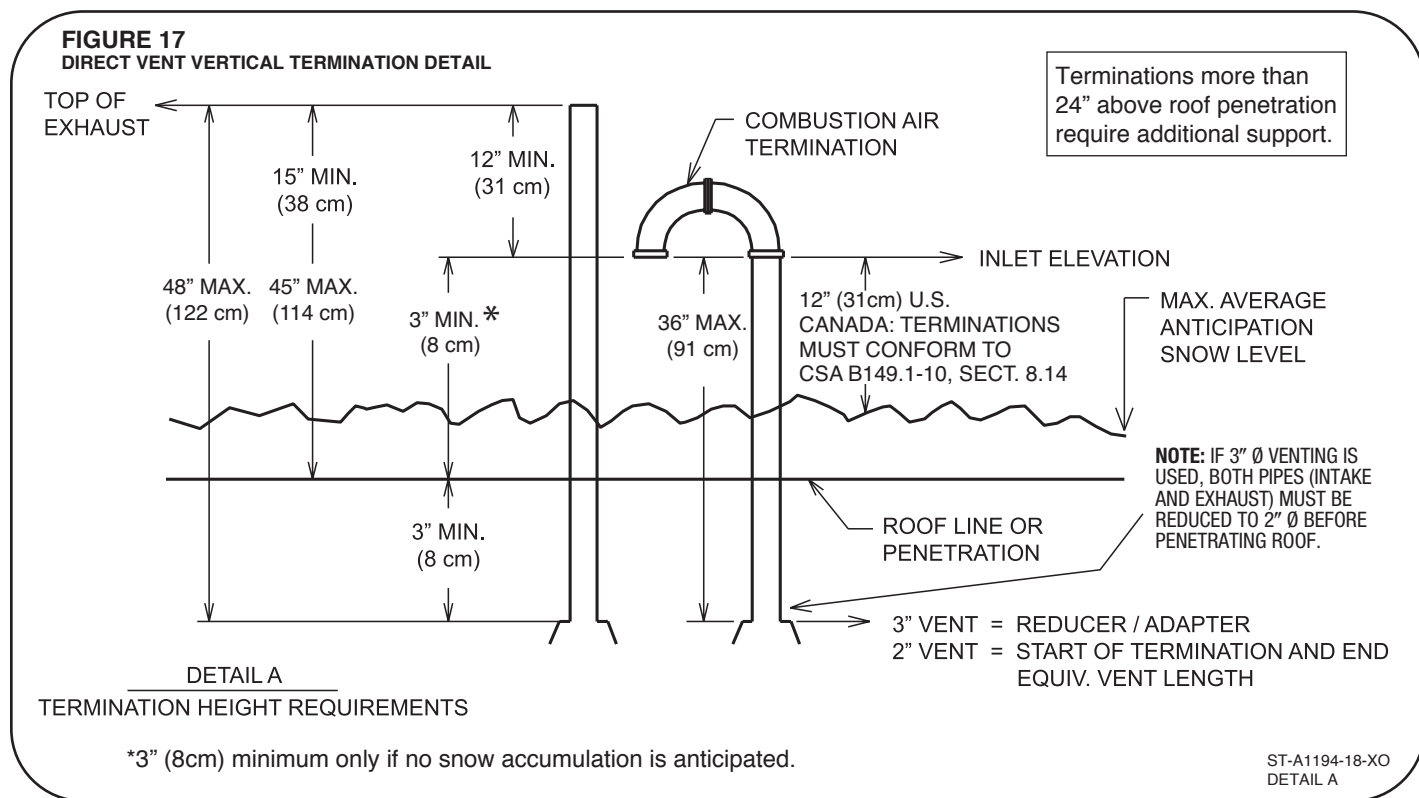 FIGURE 17
DIRECT VENT VERTICAL TERMINATION DETAIL
TOP OF
EXHAUST
15” MIN.
(38 cm)
12” MIN.
(31 cm)
COMBUSTION AIR
TERMINATION
Terminations more than
24” above roof penetration
require additional support.
48” MAX.
(122 cm)
45” MAX.
(114 cm)
3” MIN. *
(8 cm)
36” MAX.
(91 cm)
INLET ELEVATION
12” (31cm) U.S.
CANADA: TERMINATIONS
MUST CONFORM TO
CSA B149.1-10, SECT. 8.14
MAX. AVERAGE
ANTICIPATION
SNOW LEVEL
3” MIN.
(8 cm)
ROOF LINE OR
PENETRATION
NOTE: IF 3″ Ø VENTING IS
USED, BOTH PIPES (INTAKE
AND EXHAUST) MUST BE
REDUCED TO 2″ Ø BEFORE
PENETRATING ROOF.
3” VENT = REDUCER / ADAPTER
2” VENT = START OF TERMINATION AND END
EQUIV. VENT LENGTH
DETAIL A
TERMINATION HEIGHT REQUIREMENTS
*3” (8cm) minimum only if no snow accumulation is anticipated.
ST-A1194-18-XO
DETAIL A